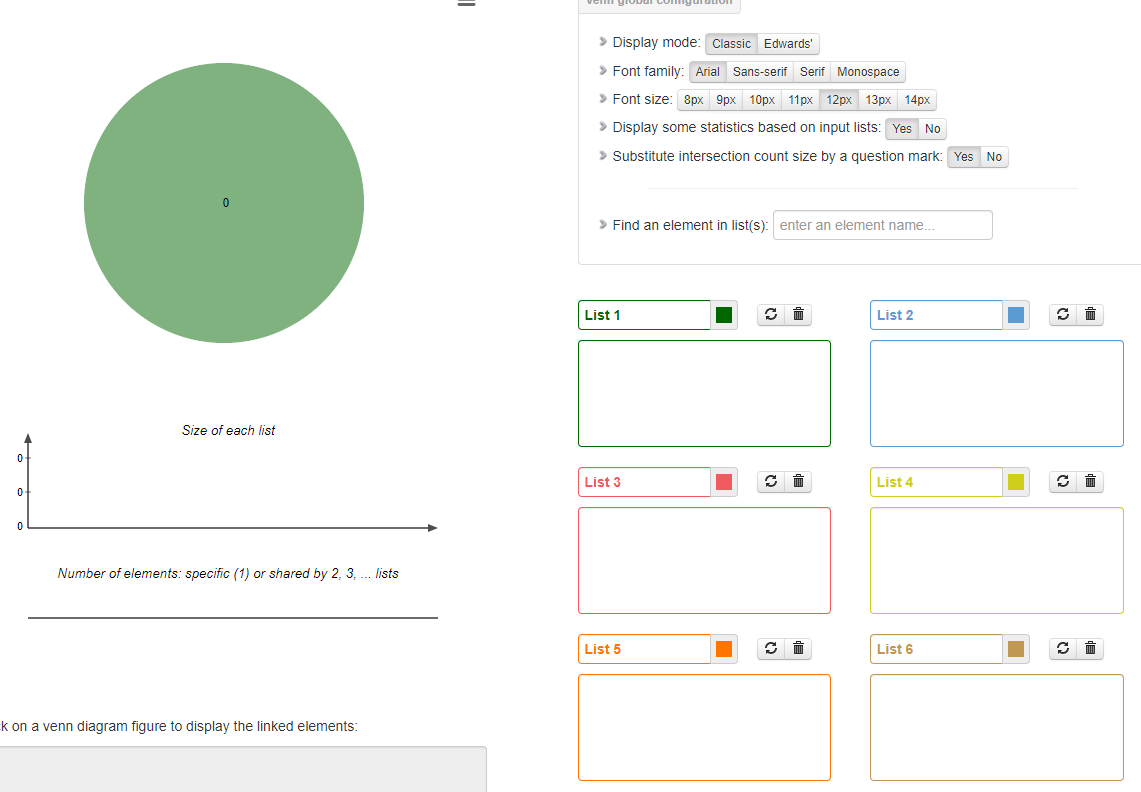 Venn global configuration
Display mode: Classic Edwards'
Font family: Arial Sans-serif Serif Monospace
Font size: 8px 9px 10px 11px 12px 13px 14px
Display some statistics based on input lists: Yes No
Substitute intersection count size by a question mark: Yes No
Find an element in list(s): enter an element name...
0
Size of each list
0
0
0
Number of elements: specific (1) or shared by 2, 3, ... lists
k on a venn diagram figure to display the linked elements:
List 1
List 2
List 3
List 4
List 5
List 6